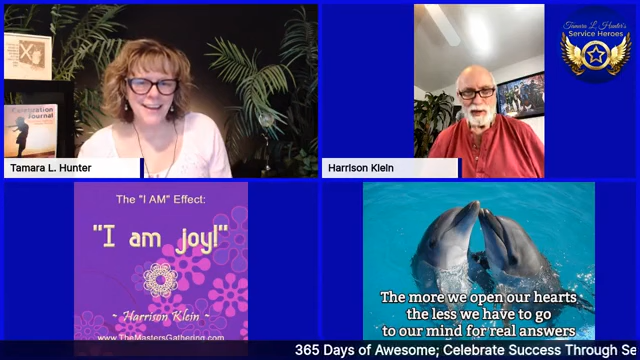 Tamara L. Hunter's
Service Heroes
Journal
Tamara L. Hunter
Harrison Klein
The "I AM" Effect:
"I am joy!"
~ Harrison Klein ~
www.TheMastersGathering.com
The more we open our hearts
the less we have to go
to our mind for real answers
365 Days of Awesome; Celebrate Success Through Se